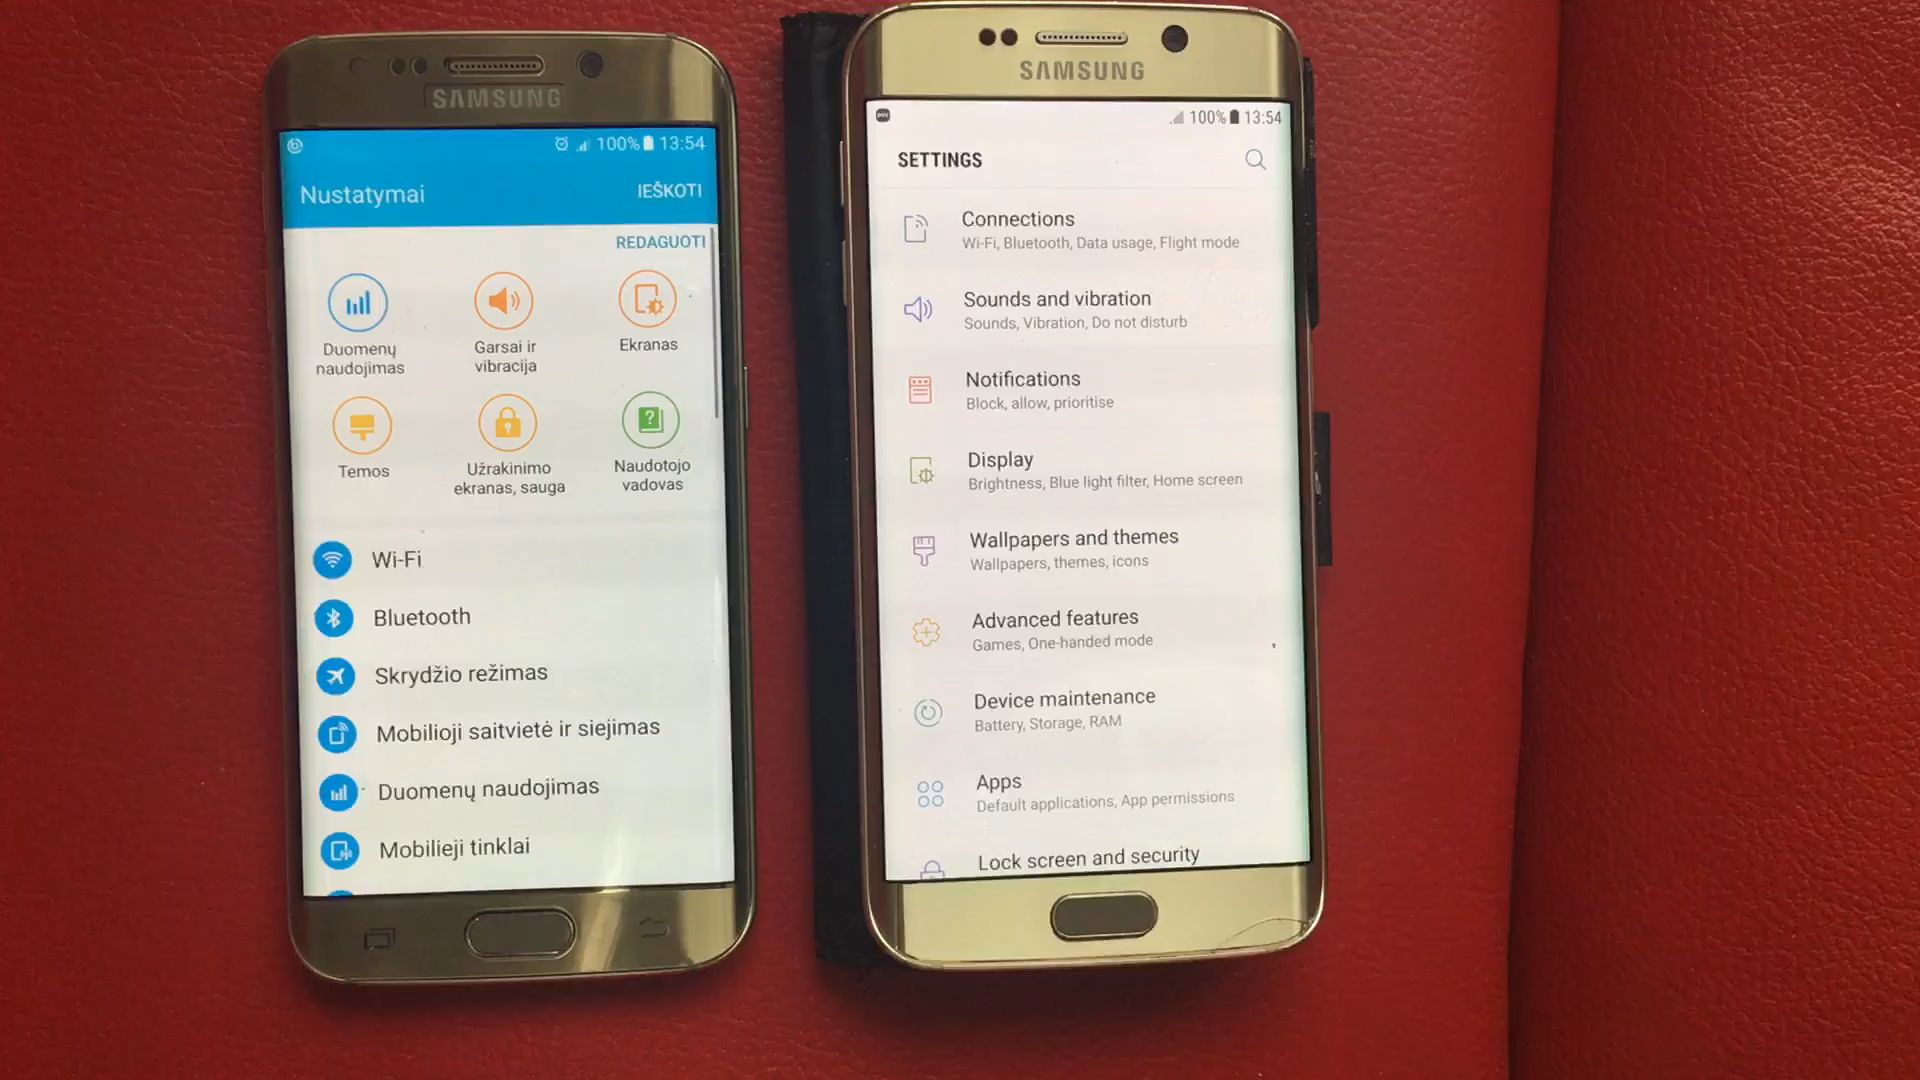 SAMSUNG
100% 13:54
Nustatymai
IEŠKOTI
REDAGUOTI
Duomenų
naudojimas
Garsai ir
vibracija
Ekranas
Temos
Užrakinimo
ekranas, sauga
Naudotojo
vadovas
Wi-Fi
Bluetooth
Skrydžio režimas
Mobilioji saitvietė ir siejimas
Duomenų naudojimas
Mobilieji tinklai
SAMSUNG
100% 13:54
SETTINGS
Connections
Wi-Fi, Bluetooth, Data usage, Flight mode
Sounds and vibration
Sounds, Vibration, Do not disturb
Notifications
Block, allow, prioritise
Display
Brightness, Blue light filter, Home screen
Wallpapers and themes
Wallpapers, themes, icons
Advanced features
Games, One-handed mode
Device maintenance
Battery, Storage, RAM
Apps
Default applications, App permissions
Lock screen and security